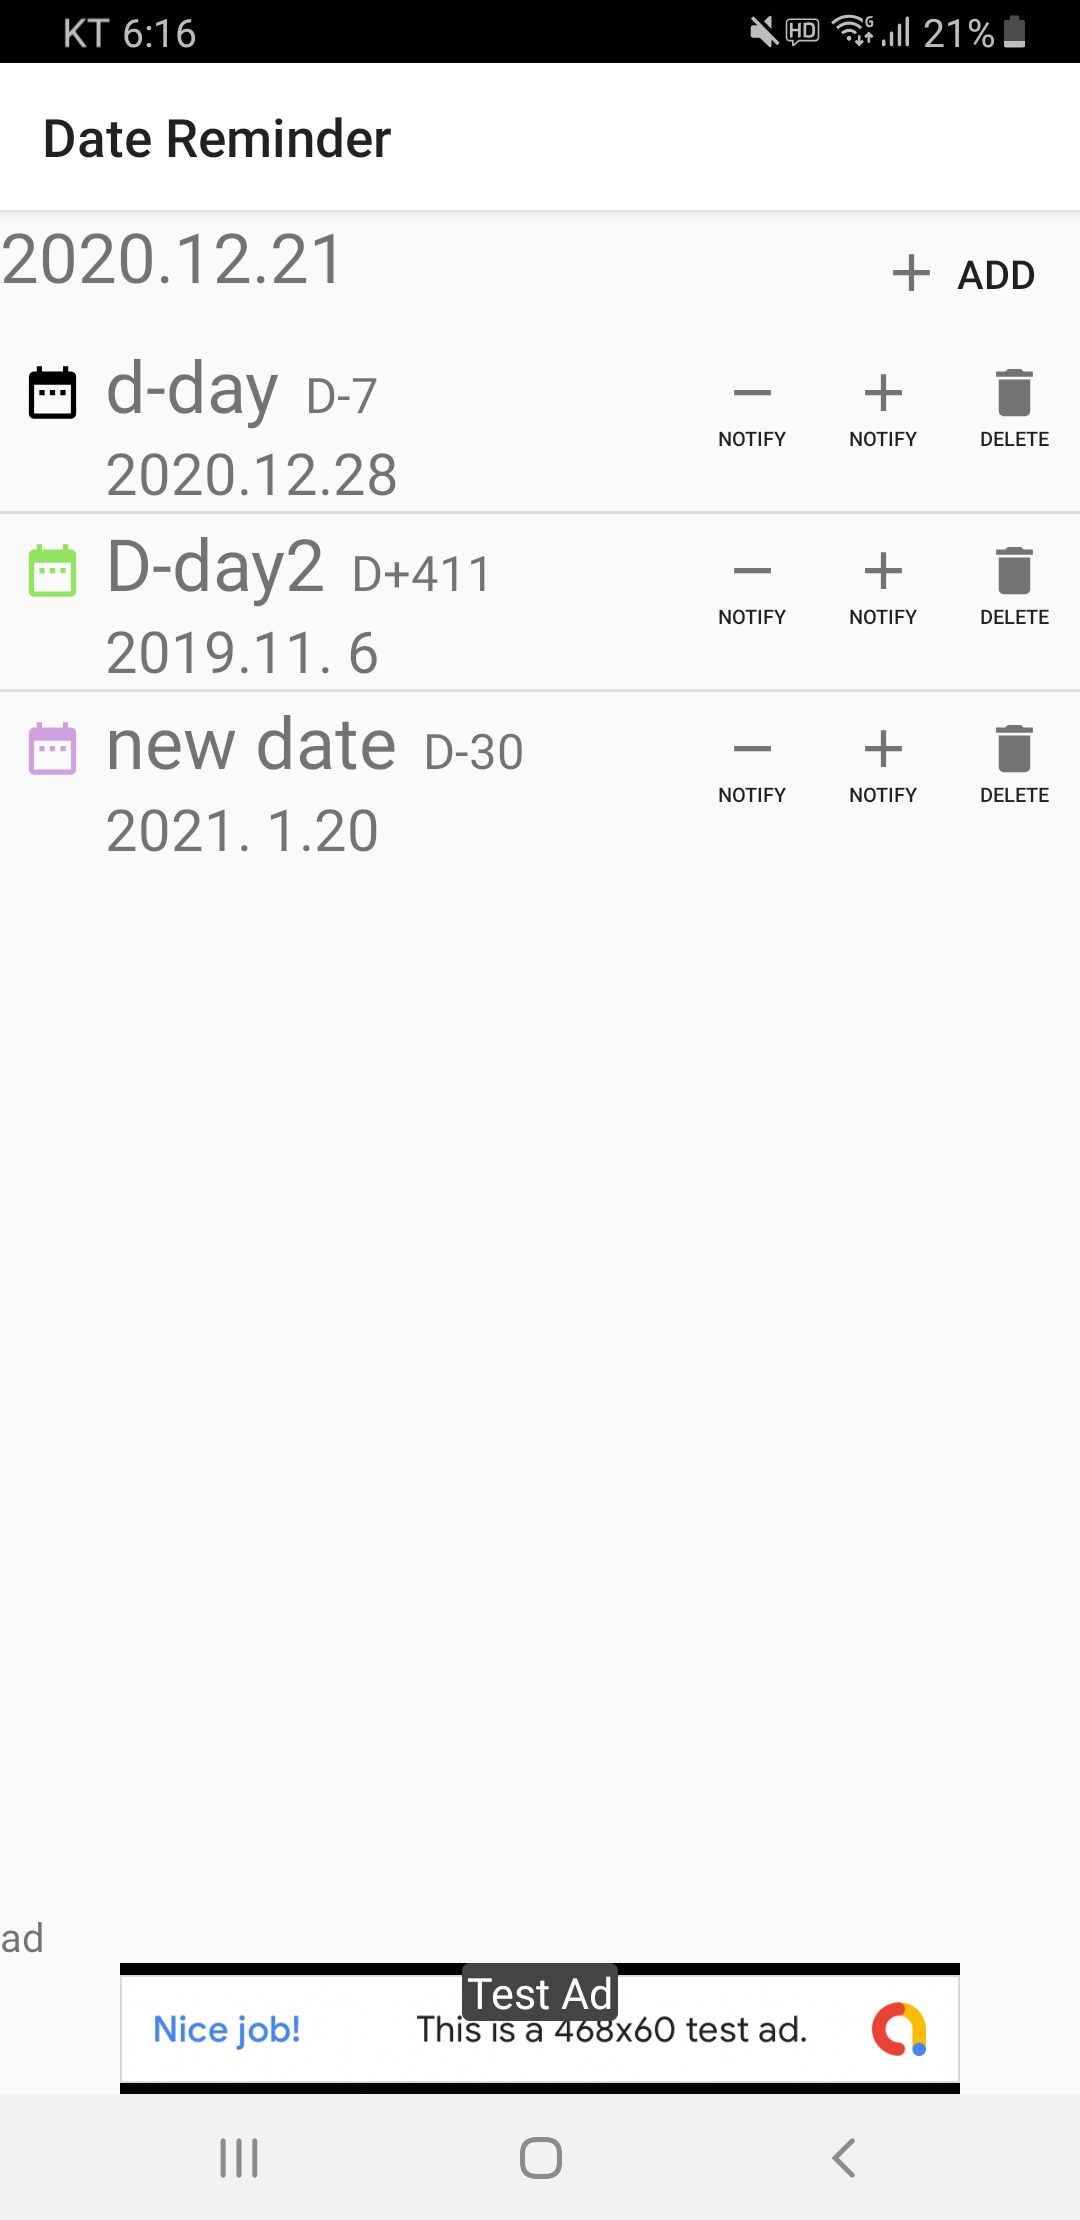 KT 6:16 HD G 21%
Date Reminder
2020.12.21
ADD
d-day D-7
2020.12.28
NOTIFY NOTIFY DELETE
D-day2 D+411
2019.11. 6
NOTIFY NOTIFY DELETE
new date D-30
2021. 1.20
NOTIFY NOTIFY DELETE
ad
Test Ad
Nice job! This is a 468x60 test ad.